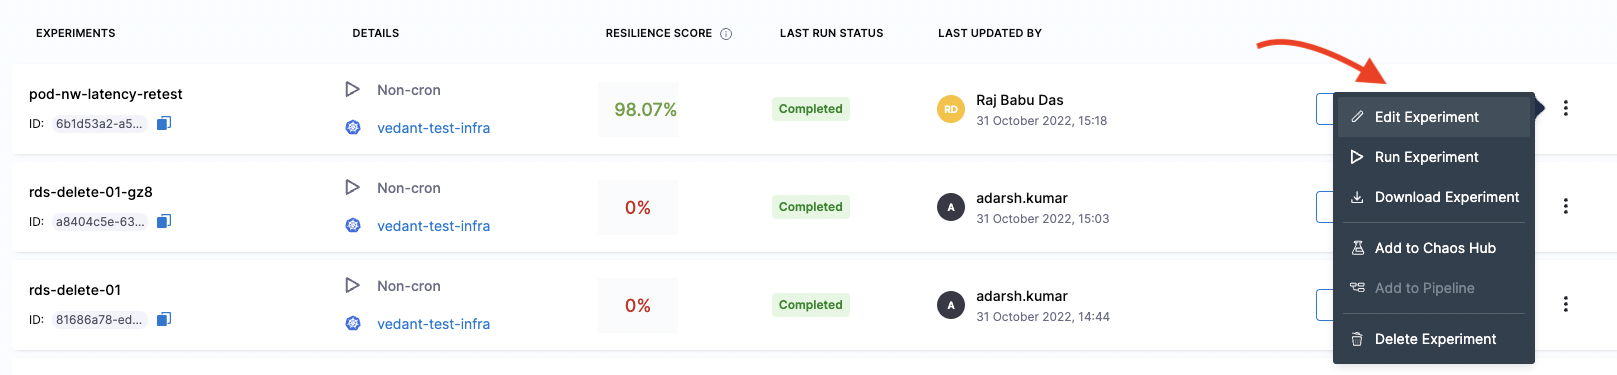 EXPERIMENTS DETAILS RESILIENCE SCORE LAST RUN STATUS LAST UPDATED BY
pod-nw-latency-retest
ID: 6b1d53a2-a5...
Non-cron
vedant-test-infra
98.07%
Completed
RD
Raj Babu Das
31 October 2022, 15:18
rds-delete-01-gz8
ID: a8404c5e-63...
Non-cron
vedant-test-infra
0%
Completed
A
adarsh.kumar
31 October 2022, 15:03
rds-delete-01
ID: 81686a78-ed...
Non-cron
vedant-test-infra
0%
Completed
A
adarsh.kumar
31 October 2022, 14:44
Edit Experiment
Run Experiment
Download Experiment
Add to Chaos Hub
Add to Pipeline
Delete Experiment